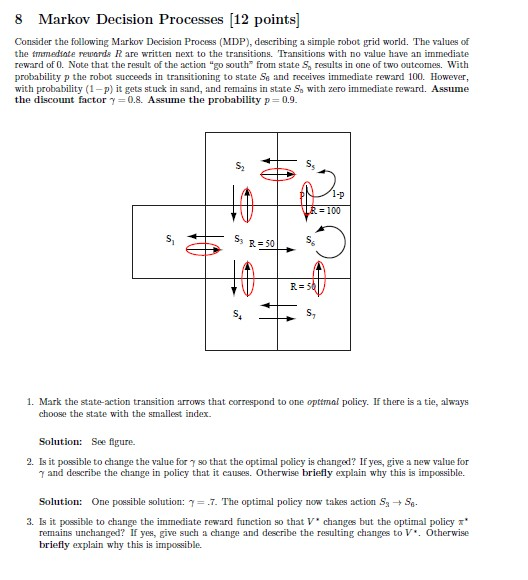 8 Markov Decision Processes [12 points]
Consider the following Markov Decision Process (MDP), describing a simple robot grid world. The values of
the immediate rewards R are written next to the transitions. Transitions with no value have an immediate
reward of 0. Note that the result of the action "go south" from state S₅ results in one of two outcomes. With
probability p the robot succeeds in transitioning to state S₆ and receives immediate reward 100. However,
with probability (1−p) it gets stuck in sand, and remains in state S₅ with zero immediate reward. Assume
the discount factor γ = 0.8. Assume the probability p = 0.9.
S₂
S₅
p
1-p
R = 100
S₁
S₃
R = 50
S₆
R = 50
S₄
S₇
1. Mark the state-action transition arrows that correspond to one optimal policy. If there is a tie, always
choose the state with the smallest index.
Solution: See figure.
2. Is it possible to change the value for γ so that the optimal policy is changed? If yes, give a new value for
γ and describe the change in policy that it causes. Otherwise briefly explain why this is impossible.
Solution: One possible solution: γ = .7. The optimal policy now takes action S₃ → S₆.
3. Is it possible to change the immediate reward function so that V* changes but the optimal policy π*
remains unchanged? If yes, give such a change and describe the resulting changes to V*. Otherwise
briefly explain why this is impossible.